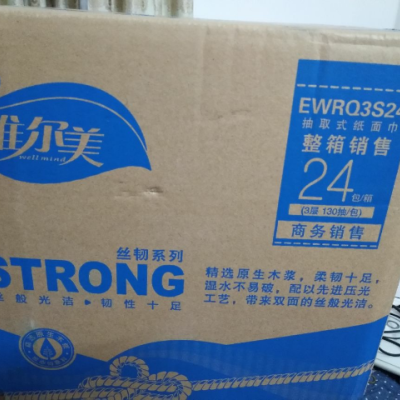 维尔美
well mind
EWRQ3S24
抽取式纸面巾
整箱销售
24包/箱
(3层 130抽/包)
商务销售
丝韧系列
STRONG
丝般光洁 韧性十足
精选原生木浆，柔韧十足，
湿水不易破，配以先进压光
工艺，带来双面的丝般光洁。